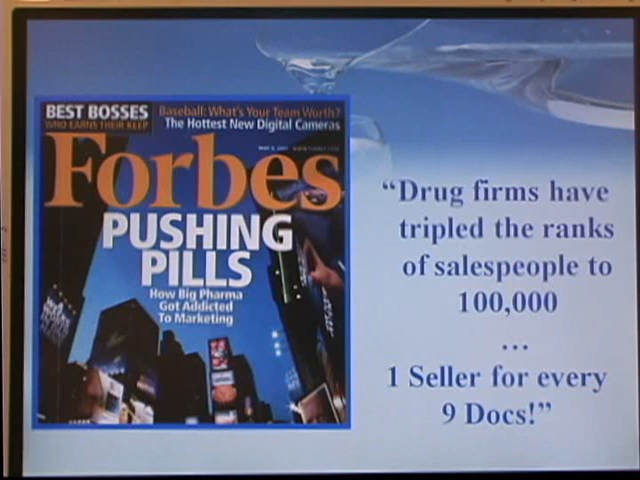 BEST BOSSES
WHO EARNS THEIR KEEP
Baseball: What's Your Team Worth?
The Hottest New Digital Cameras
Forbes
PUSHING
PILLS
How Big Pharma
Got Addicted
To Marketing
“Drug firms have
tripled the ranks
of salespeople to
100,000
...
1 Seller for every
9 Docs!”